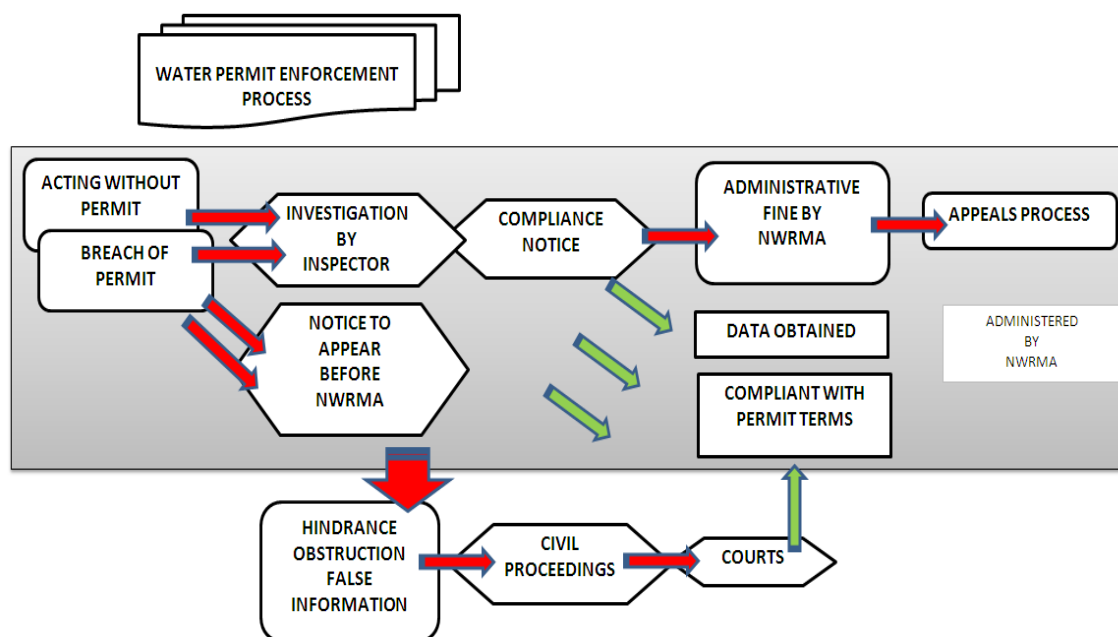 WATER PERMIT ENFORCEMENT
PROCESS
ACTING WITHOUT
PERMIT
BREACH OF
PERMIT
INVESTIGATION
BY
INSPECTOR
COMPLIANCE
NOTICE
ADMINISTRATIVE
FINE BY
NWRMA
APPEALS PROCESS
NOTICE TO
APPEAR
BEFORE
NWRMA
DATA OBTAINED
COMPLIANT WITH
PERMIT TERMS
ADMINISTERED
BY
NWRMA
HINDRANCE
OBSTRUCTION
FALSE
INFORMATION
CIVIL
PROCEEDINGS
COURTS